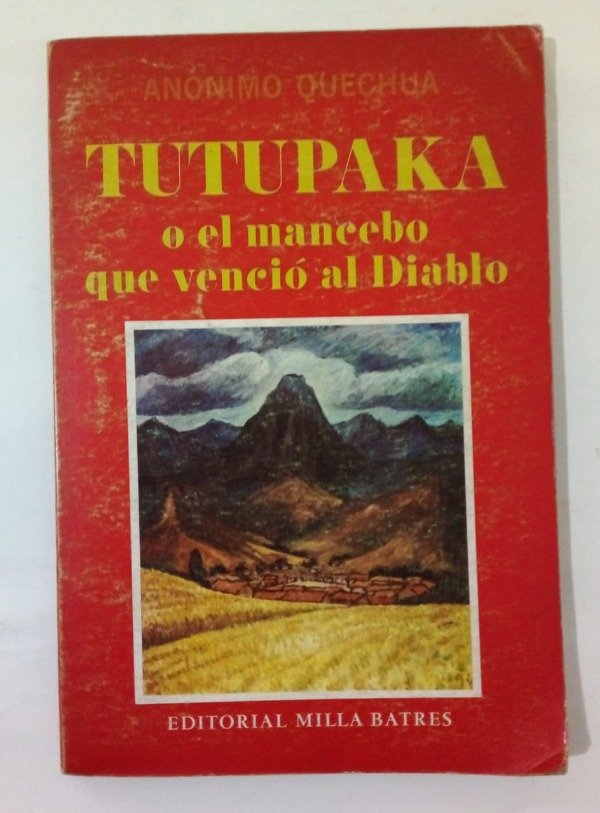 ANÓNIMO QUECHUA
TUTUPAKA
o el mancebo
que venció al Diablo
EDITORIAL MILLA BATRES